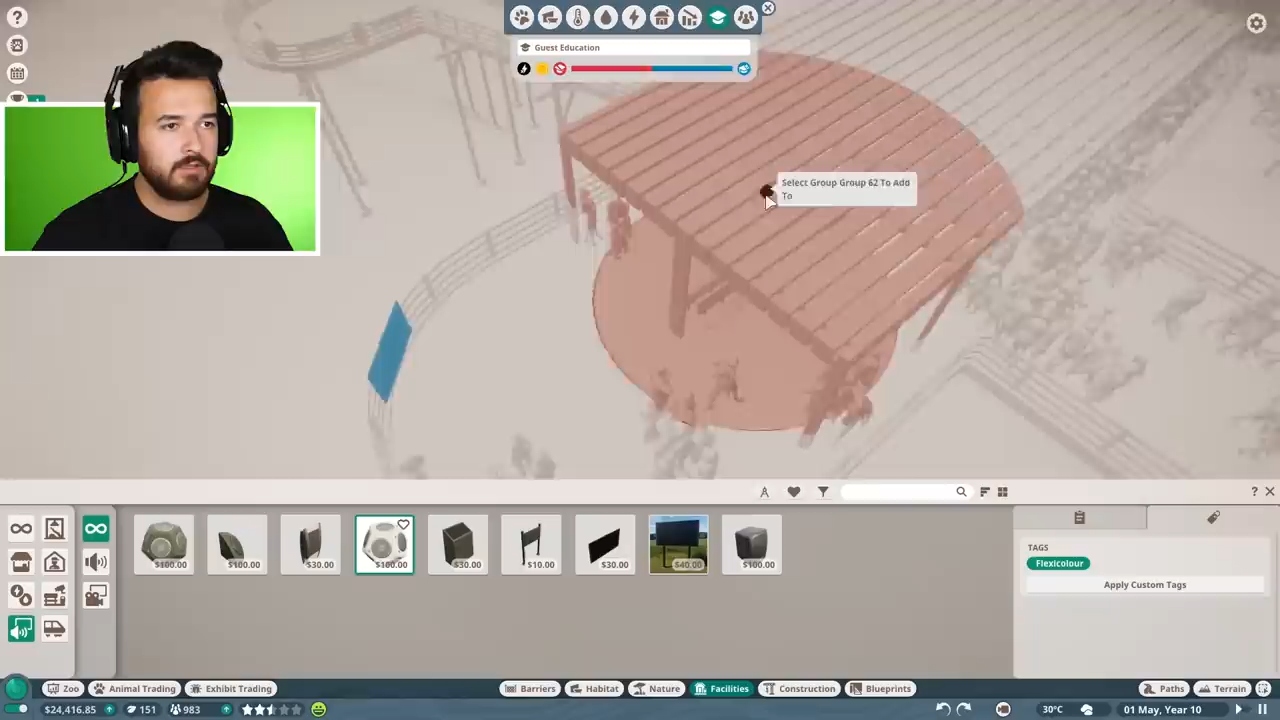 Guest Education
Select Group Group 62 To Add
To
$100.00
$100.00
$30.00
$100.00
$30.00
$10.00
$30.00
$40.00
$100.00
TAGS
Flexicolour
Apply Custom Tags
Zoo
Animal Trading
Exhibit Trading
Barriers
Habitat
Nature
Facilities
Construction
Blueprints
Paths
Terrain
$24,416.85
151
983
30°C
01 May, Year 10